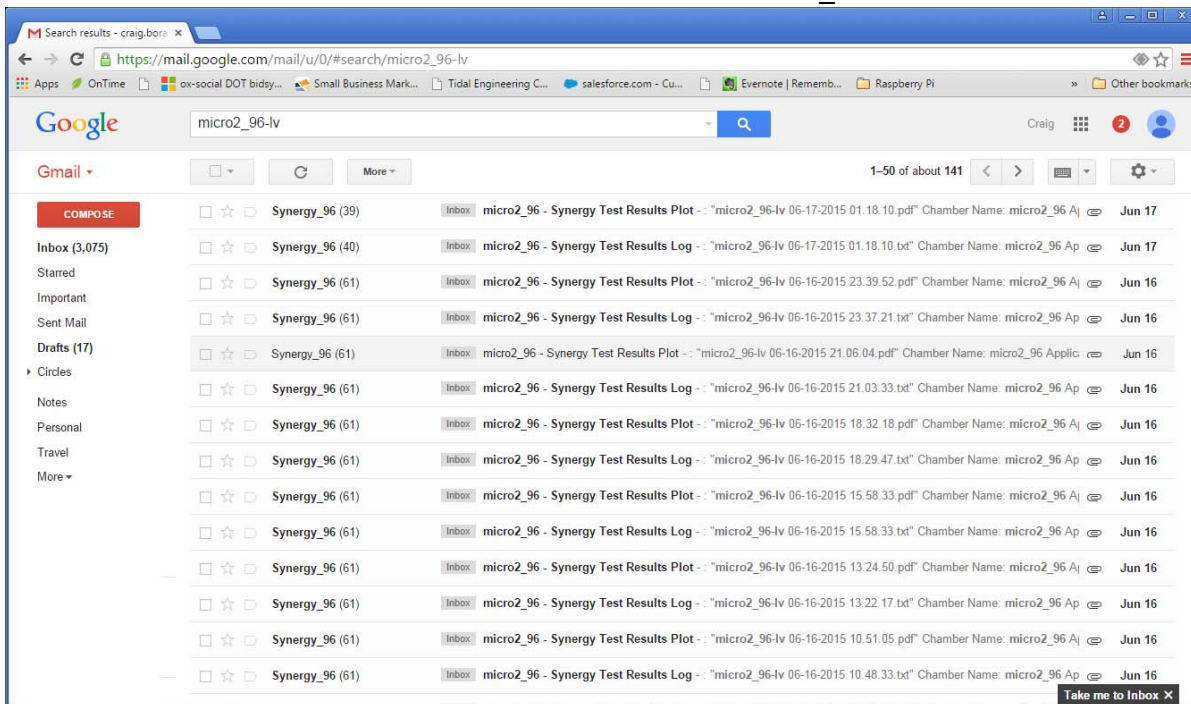 Search results - craig.bora
https://mail.google.com/mail/u/0/#search/micro2_96-lv
Apps OnTime ox-social DOT bidsy... Small Business Mark... Tidal Engineering C... salesforce.com - Cu... Evernote | Rememb... Raspberry Pi » Other bookmarks
Google micro2_96-lv Craig 2
Gmail More 1–50 of about 141
COMPOSE
Inbox (3,075)
Starred
Important
Sent Mail
Drafts (17)
Circles
Notes
Personal
Travel
More
Synergy_96 (39) Inbox micro2_96 - Synergy Test Results Plot - : "micro2_96-lv 06-17-2015 01.18.10.pdf" Chamber Name: micro2_96 Jun 17
Synergy_96 (40) Inbox micro2_96 - Synergy Test Results Log - : "micro2_96-lv 06-17-2015 01.18.10.txt" Chamber Name: micro2_96 Ap Jun 17
Synergy_96 (61) Inbox micro2_96 - Synergy Test Results Plot - : "micro2_96-lv 06-16-2015 23.39.52.pdf" Chamber Name: micro2_96 Jun 16
Synergy_96 (61) Inbox micro2_96 - Synergy Test Results Log - : "micro2_96-lv 06-16-2015 23.37.21.txt" Chamber Name: micro2_96 Ap Jun 16
Synergy_96 (61) Inbox micro2_96 - Synergy Test Results Plot - : "micro2_96-lv 06-16-2015 21.06.04.pdf" Chamber Name: micro2_96 Applic Jun 16
Synergy_96 (61) Inbox micro2_96 - Synergy Test Results Log - : "micro2_96-lv 06-16-2015 21.03.33.txt" Chamber Name: micro2_96 Ap Jun 16
Synergy_96 (61) Inbox micro2_96 - Synergy Test Results Plot - : "micro2_96-lv 06-16-2015 18.32.18.pdf" Chamber Name: micro2_96 Jun 16
Synergy_96 (61) Inbox micro2_96 - Synergy Test Results Log - : "micro2_96-lv 06-16-2015 18.29.47.txt" Chamber Name: micro2_96 Ap Jun 16
Synergy_96 (61) Inbox micro2_96 - Synergy Test Results Plot - : "micro2_96-lv 06-16-2015 15.58.33.pdf" Chamber Name: micro2_96 Jun 16
Synergy_96 (61) Inbox micro2_96 - Synergy Test Results Log - : "micro2_96-lv 06-16-2015 15.58.33.txt" Chamber Name: micro2_96 Ap Jun 16
Synergy_96 (61) Inbox micro2_96 - Synergy Test Results Plot - : "micro2_96-lv 06-16-2015 13.24.50.pdf" Chamber Name: micro2_96 Jun 16
Synergy_96 (61) Inbox micro2_96 - Synergy Test Results Log - : "micro2_96-lv 06-16-2015 13.22.17.txt" Chamber Name: micro2_96 Ap Jun 16
Synergy_96 (61) Inbox micro2_96 - Synergy Test Results Plot - : "micro2_96-lv 06-16-2015 10.51.05.pdf" Chamber Name: micro2_96 Jun 16
Synergy_96 (61) Inbox micro2_96 - Synergy Test Results Log - : "micro2_96-lv 06-16-2015 10.48.33.txt" Chamber Name: micro2_96 Ap Jun 16
Take me to Inbox X